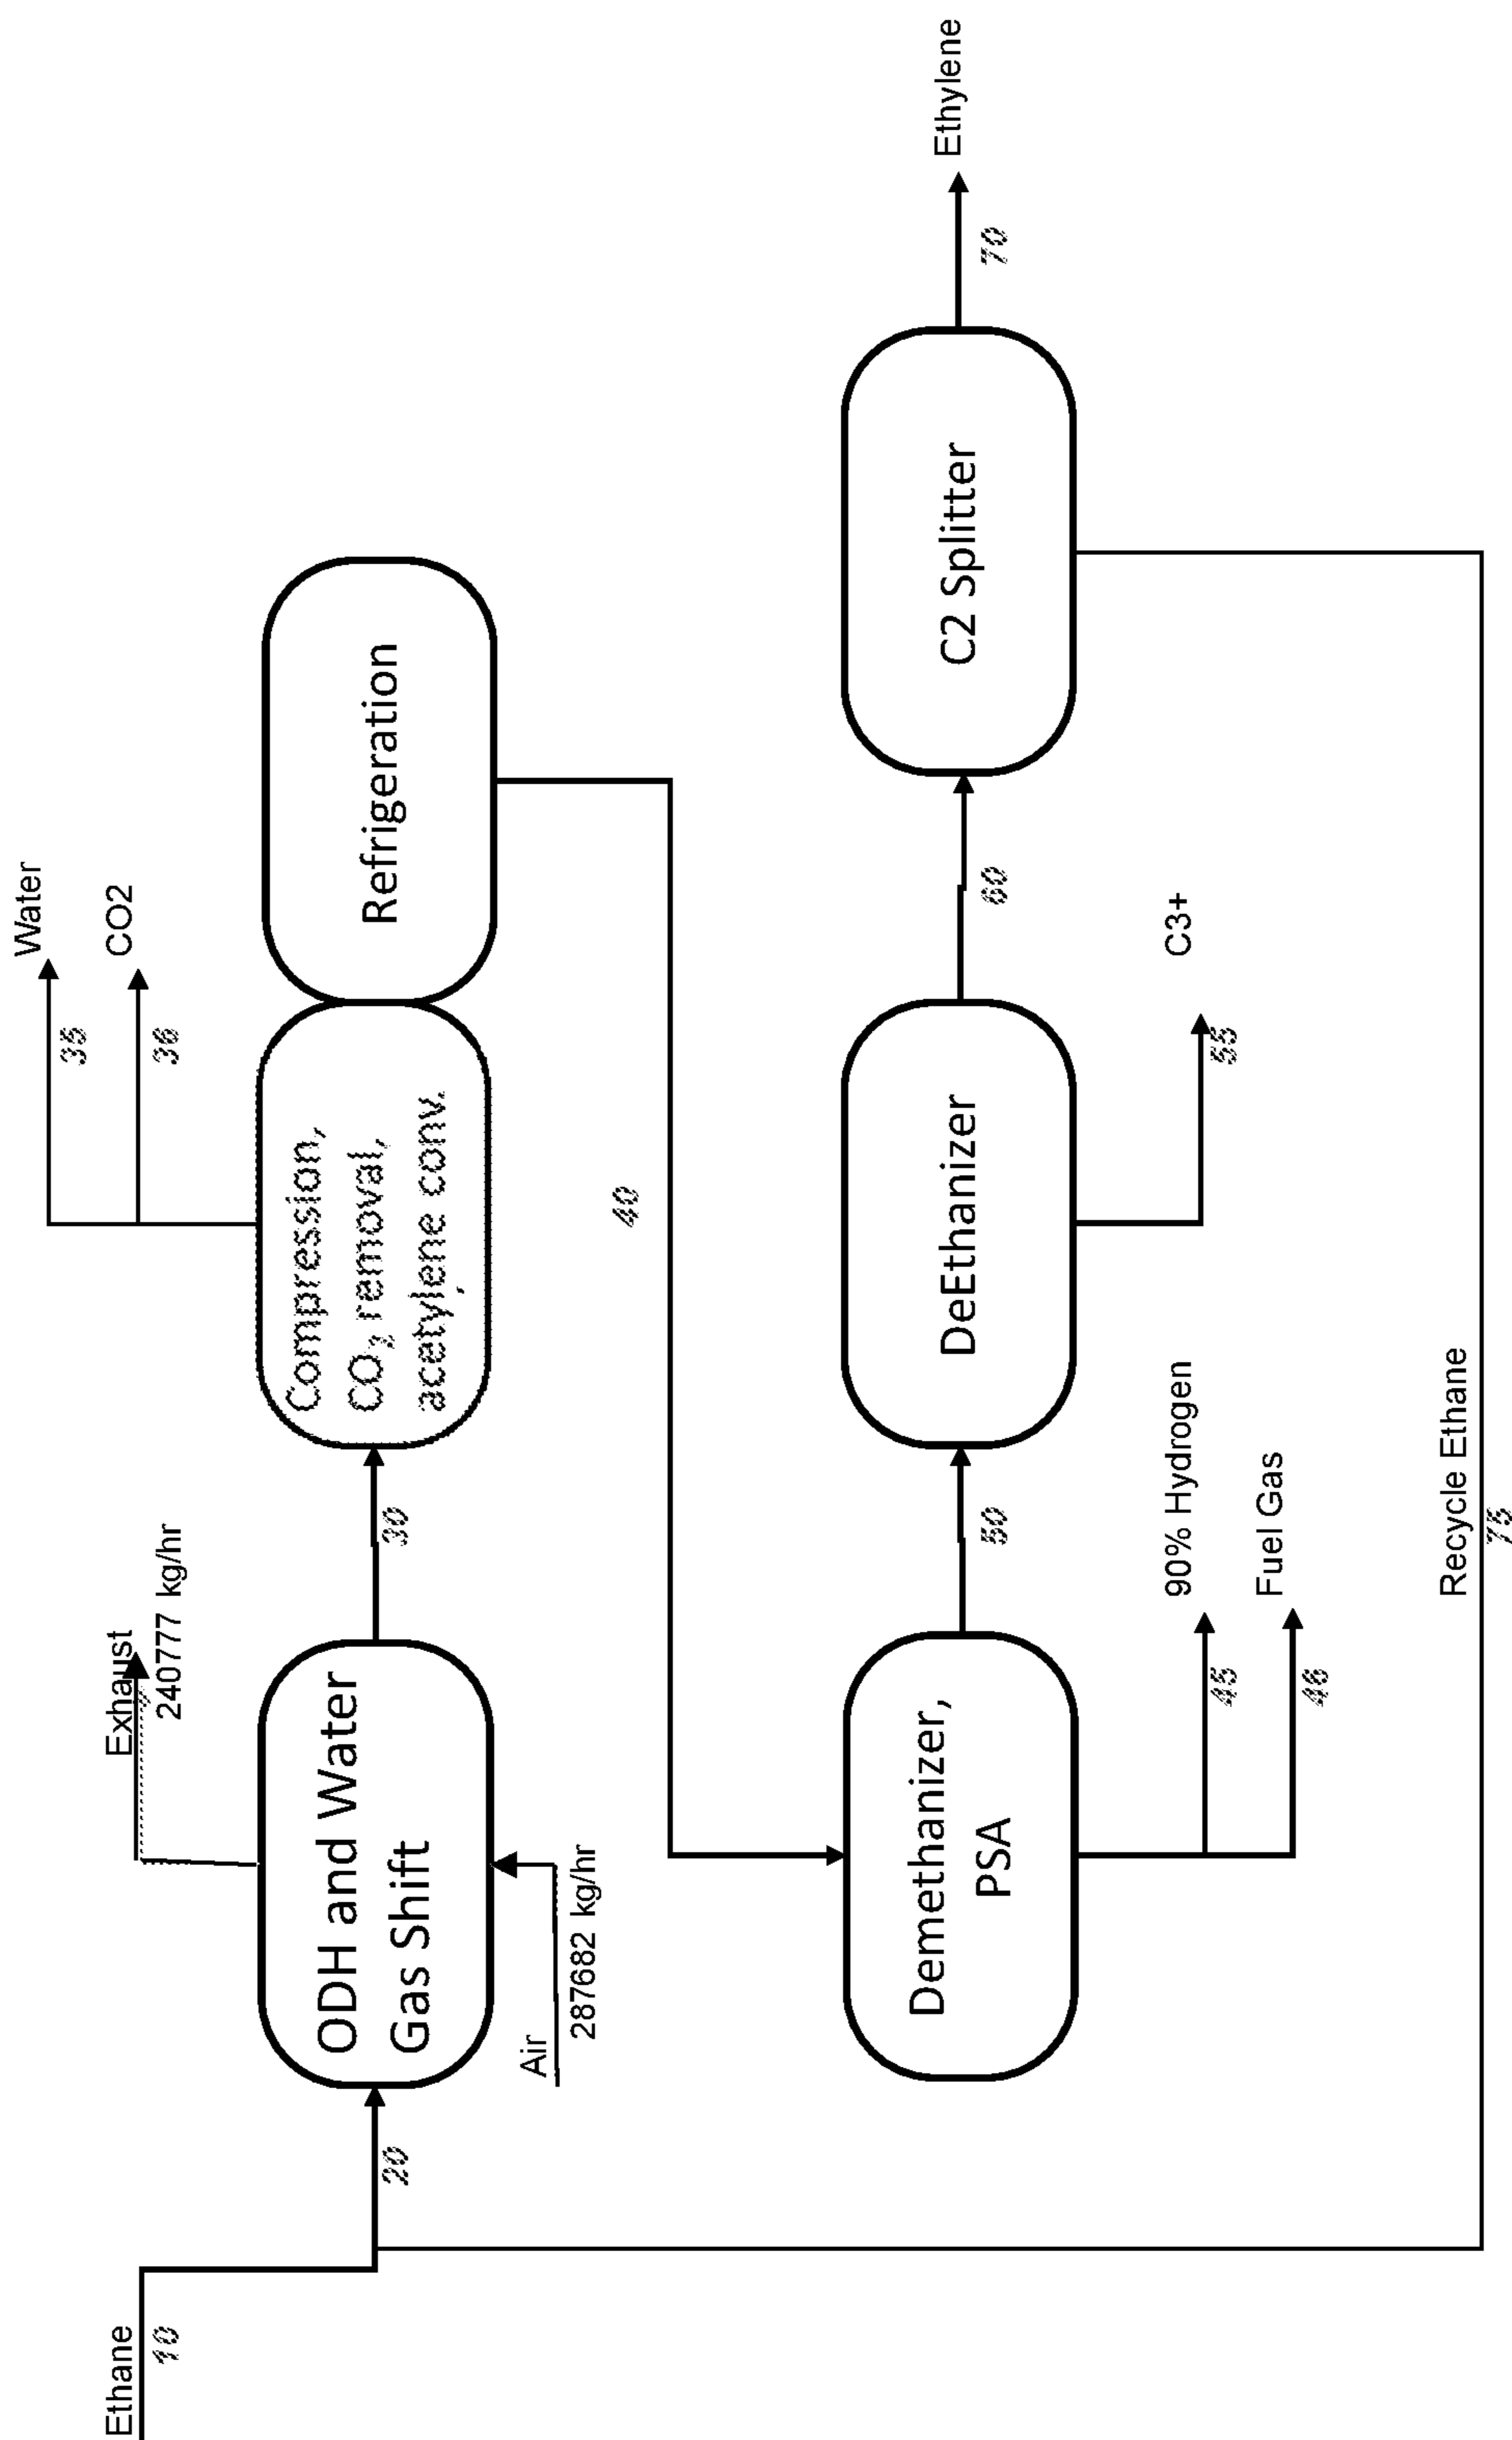 Ethane
10
20
ODH and Water
Gas Shift
Exhaust
240777 kg/hr
Air
287682 kg/hr
30
Compression,
CO2 removal,
acetylene conv.
Water
35
CO2
36
Refrigeration
40
Demethanizer,
PSA
90% Hydrogen
45
Fuel Gas
46
50
DeEthanizer
C3+
55
60
C2 Splitter
70
Ethylene
Recycle Ethane
75